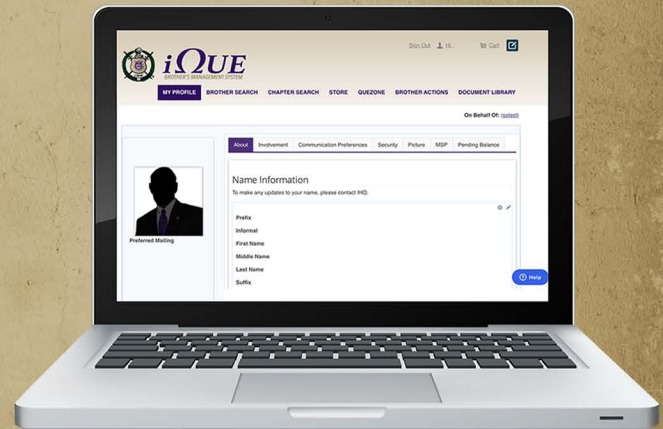 Sign Out Hi, Cart
iQUE
BROTHER'S MANAGEMENT SYSTEM
MY PROFILE BROTHER SEARCH CHAPTER SEARCH STORE QUEZONE BROTHER ACTIONS DOCUMENT LIBRARY
On Behalf Of: (select)
About Involvement Communication Preferences Security Picture MSP Pending Balance
Name Information
To make any updates to your name, please contact IHQ.
Prefix
Informal
First Name
Middle Name
Last Name
Suffix
Preferred Mailing
Help